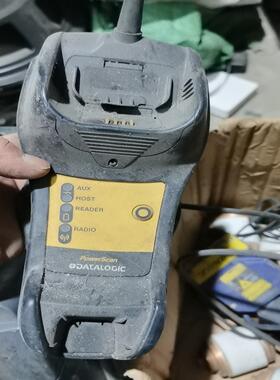 AUX
HOST
READER
RADIO
PowerScan
DATALOGIC